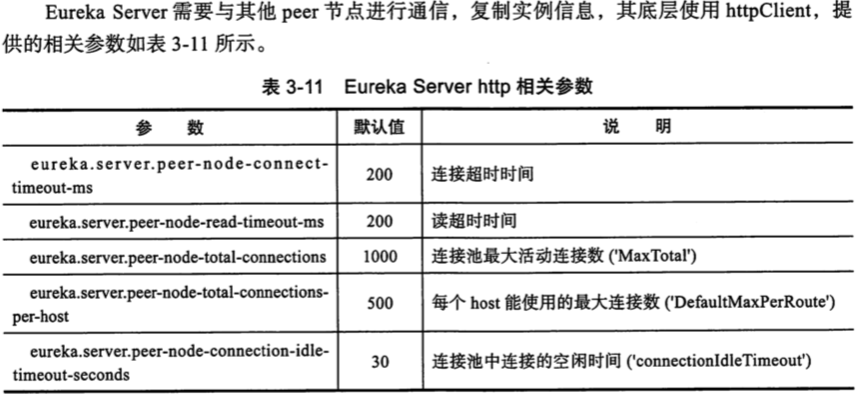 Eureka Server 需要与其他 peer 节点进行通信，复制实例信息，其底层使用 httpClient，提
供的相关参数如表 3-11 所示。
表 3-11 Eureka Server http 相关参数
参 数 默认值 说 明
eureka.server.peer-node-connect-
timeout-ms 200 连接超时时间
eureka.server.peer-node-read-timeout-ms 200 读超时时间
eureka.server.peer-node-total-connections 1000 连接池最大活动连接数 ('MaxTotal')
eureka.server.peer-node-total-connections-
per-host 500 每个 host 能使用的最大连接数 ('DefaultMaxPerRoute')
eureka.server.peer-node-connection-idle-
timeout-seconds 30 连接池中连接的空闲时间 ('connectionIdleTimeout')